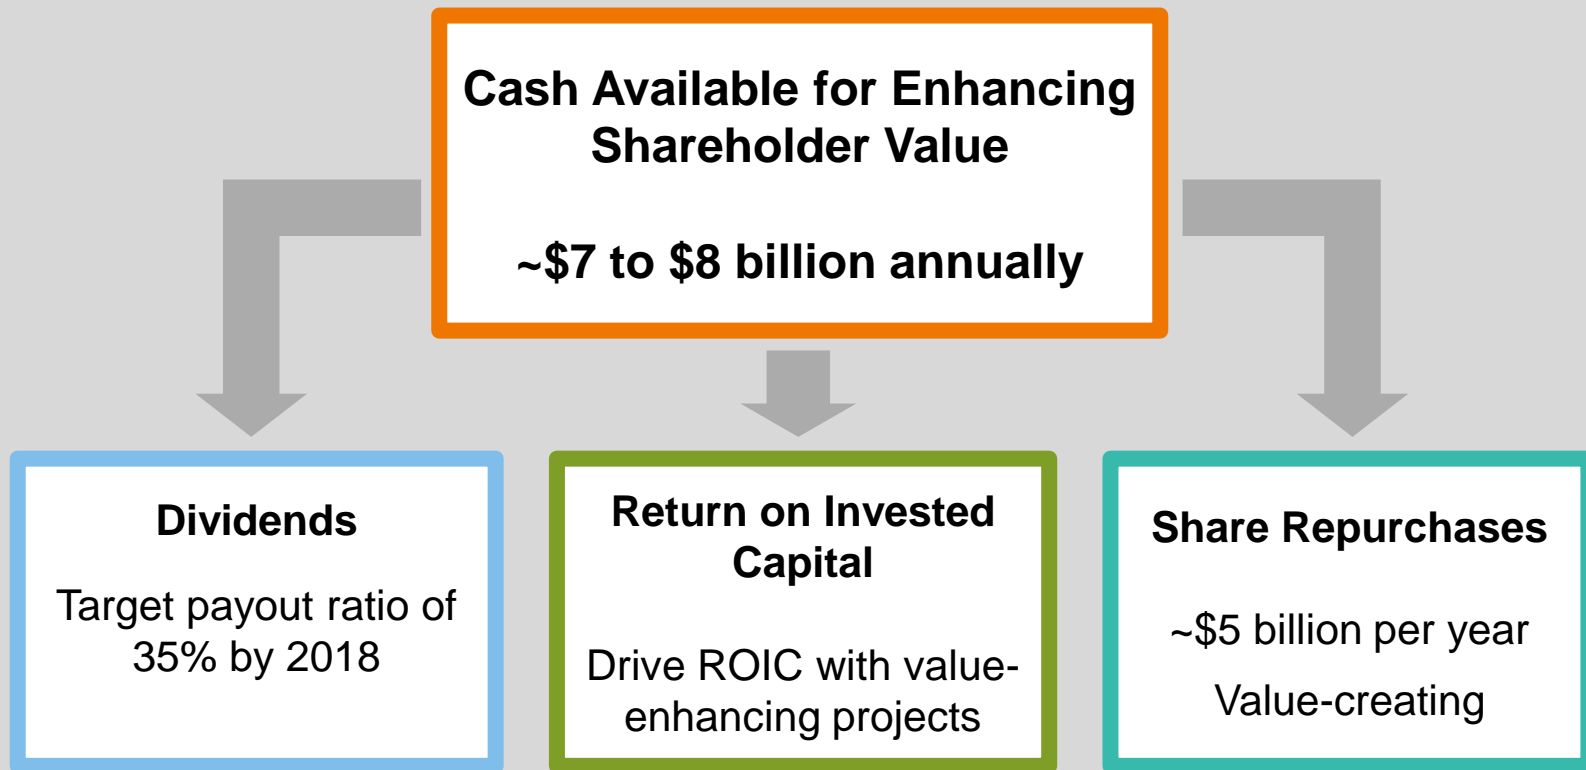 Cash Available for Enhancing
Shareholder Value
~$7 to $8 billion annually
Dividends
Target payout ratio of
35% by 2018
Return on Invested
Capital
Drive ROIC with value-
enhancing projects
Share Repurchases
~$5 billion per year
Value-creating